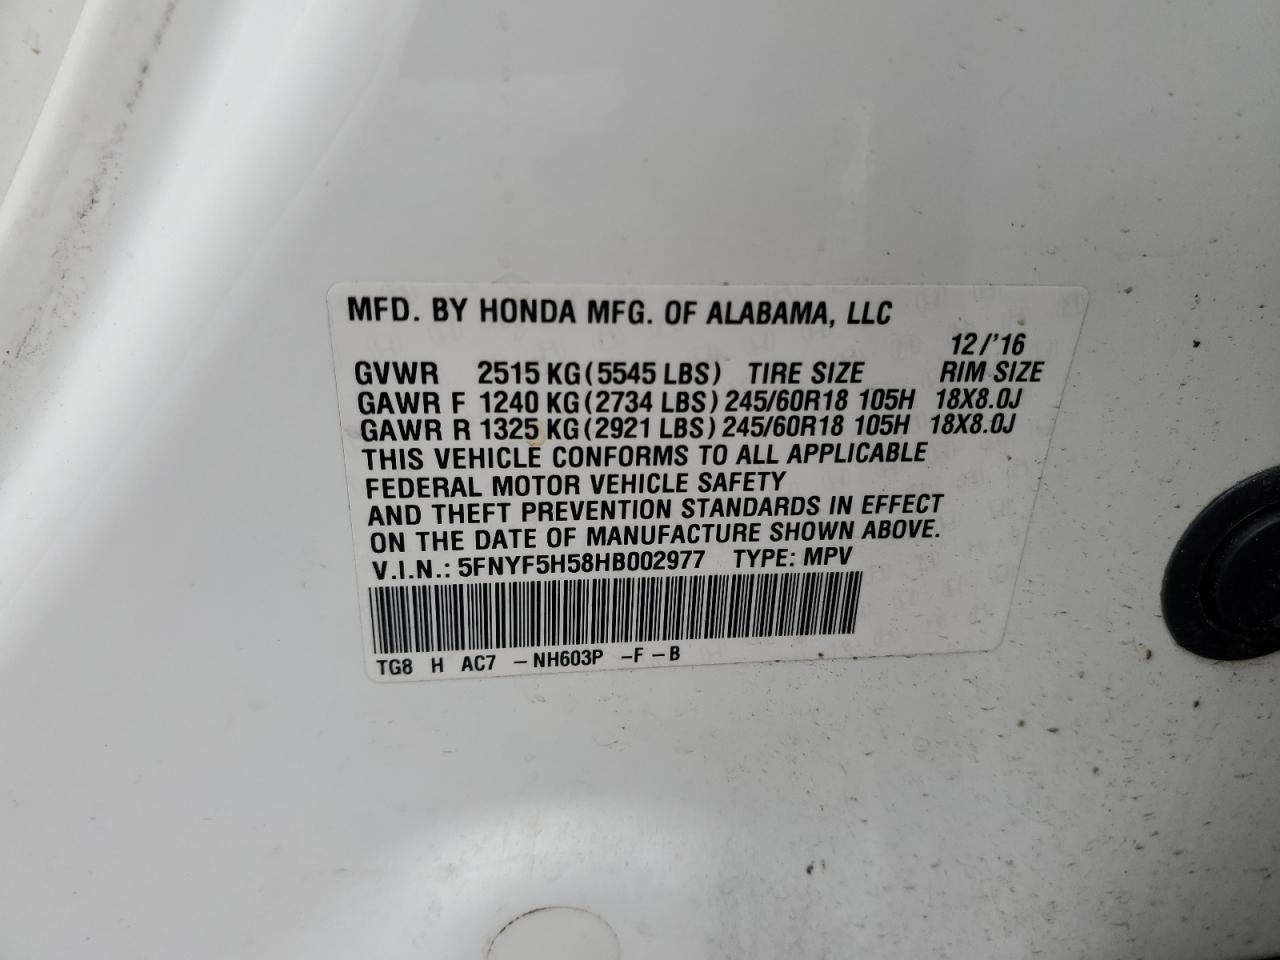 MFD. BY HONDA MFG. OF ALABAMA, LLC
12/'16
GVWR 2515 KG (5545 LBS) TIRE SIZE RIM SIZE
GAWR F 1240 KG (2734 LBS) 245/60R18 105H 18X8.0J
GAWR R 1325 KG (2921 LBS) 245/60R18 105H 18X8.0J
THIS VEHICLE CONFORMS TO ALL APPLICABLE
FEDERAL MOTOR VEHICLE SAFETY
AND THEFT PREVENTION STANDARDS IN EFFECT
ON THE DATE OF MANUFACTURE SHOWN ABOVE.
V.I.N.: 5FNYF5H58HB002977 TYPE: MPV
TG8 H AC7 -NH603P -F-B